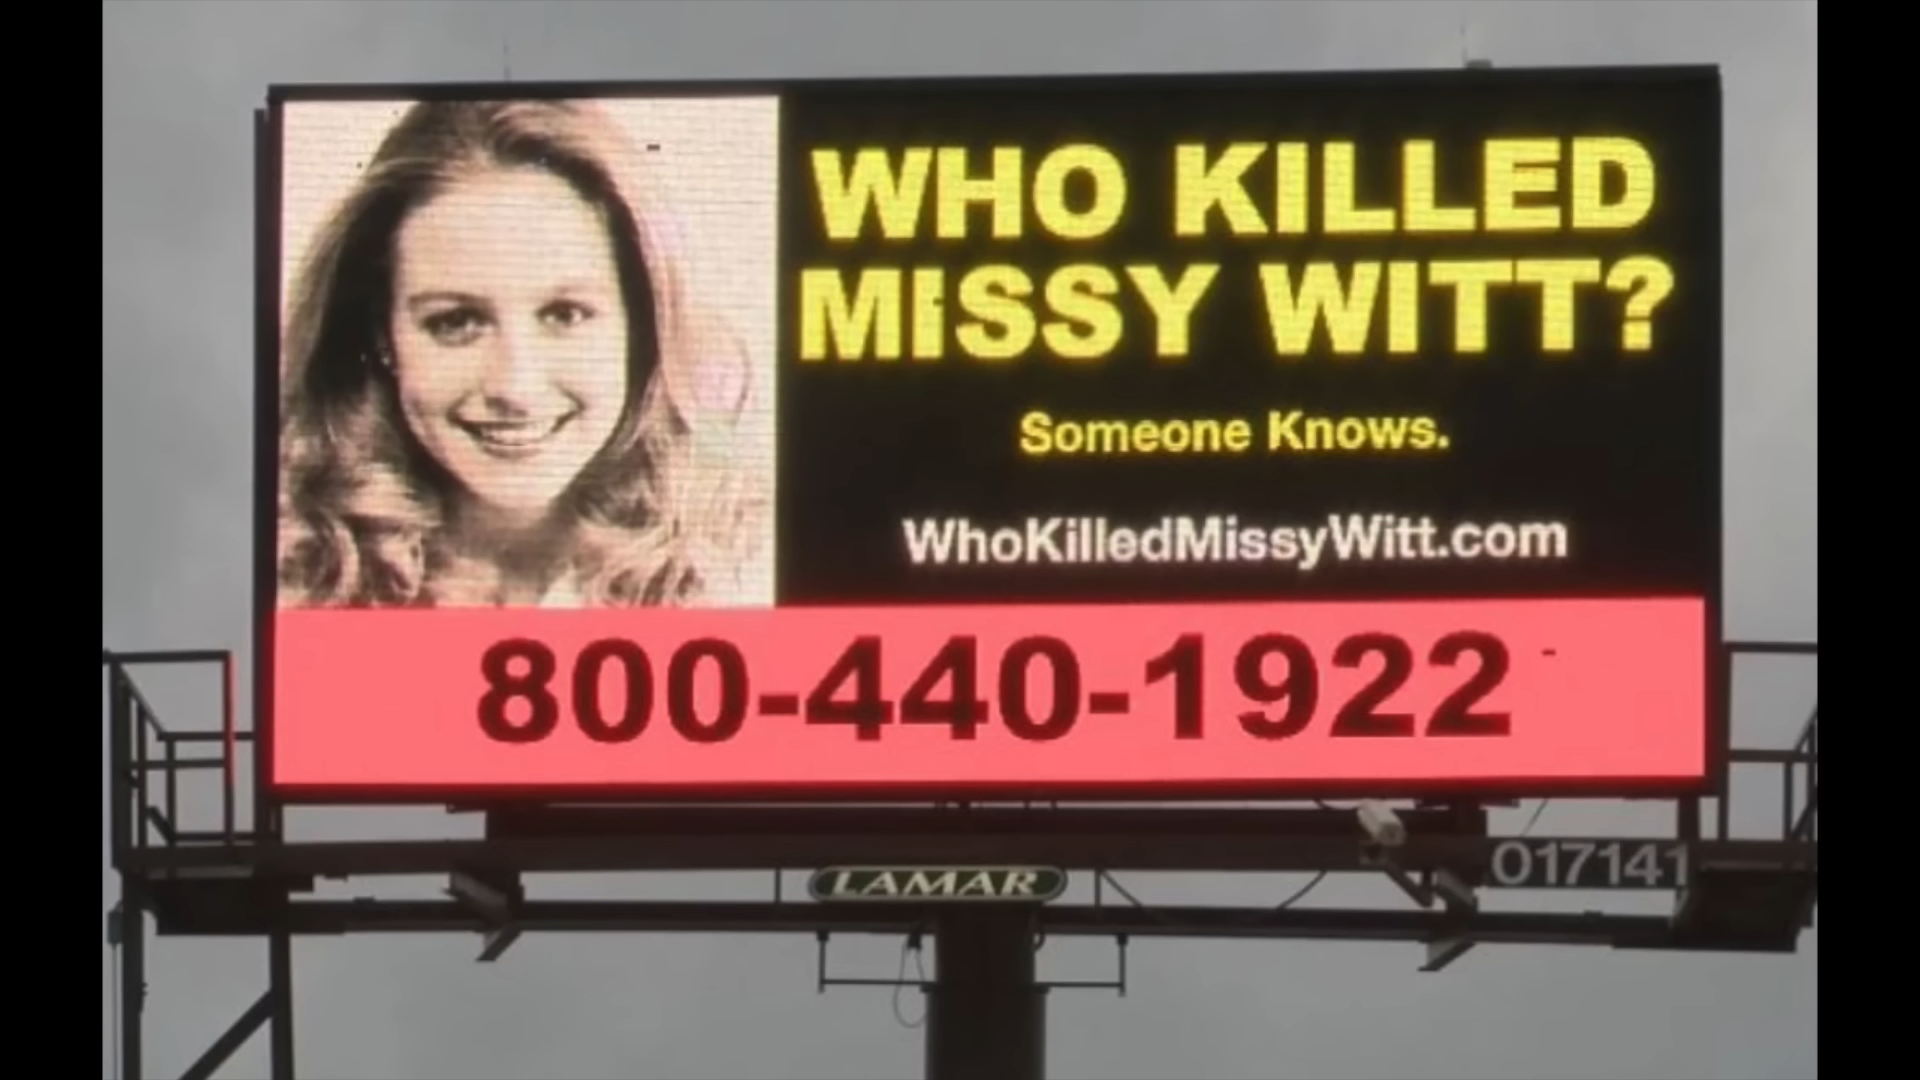 WHO KILLED
MISSY WITT?
Someone Knows.
WhoKilledMissyWitt.com
800-440-1922
LAMAR
017141